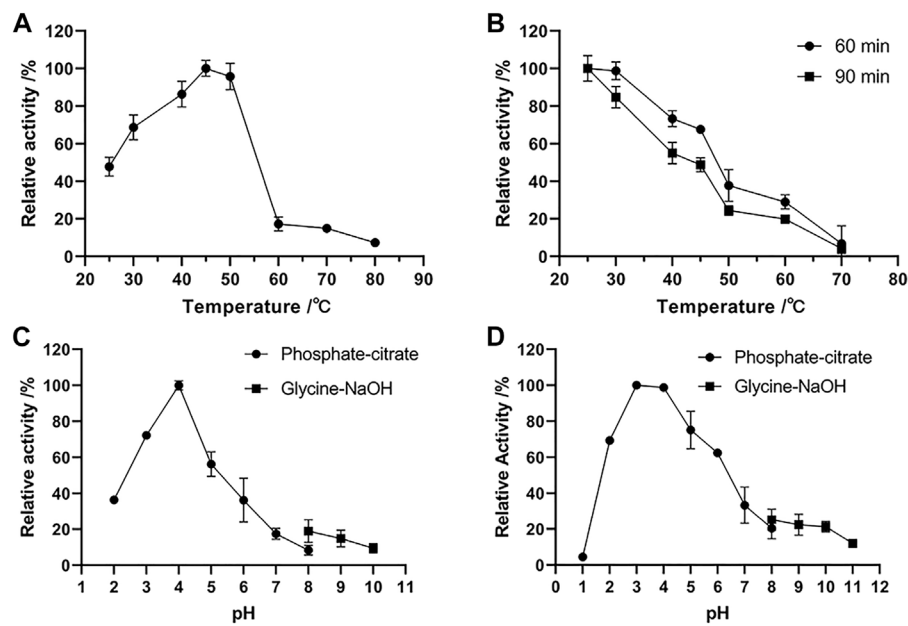 A
120
100
80
60
40
20
0
Relative activity /%
20 30 40 50 60 70 80 90
Temperature /°C
B
60 min
90 min
120
100
80
60
40
20
0
Relative activity /%
20 30 40 50 60 70 80
Temperature /°C
C
Phosphate-citrate
Glycine-NaOH
120
100
80
60
40
20
0
Relative activity /%
1 2 3 4 5 6 7 8 9 10 11
pH
D
Phosphate-citrate
Glycine-NaOH
120
100
80
60
40
20
0
Relative Activity /%
0 1 2 3 4 5 6 7 8 9 10 11 12
pH